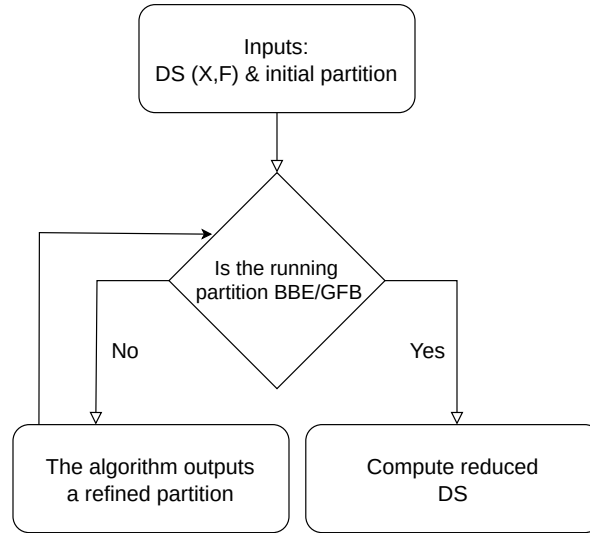 Inputs:
DS (X,F) & initial partition
Is the running
partition BBE/GFB
No
Yes
The algorithm outputs
a refined partition
Compute reduced
DS